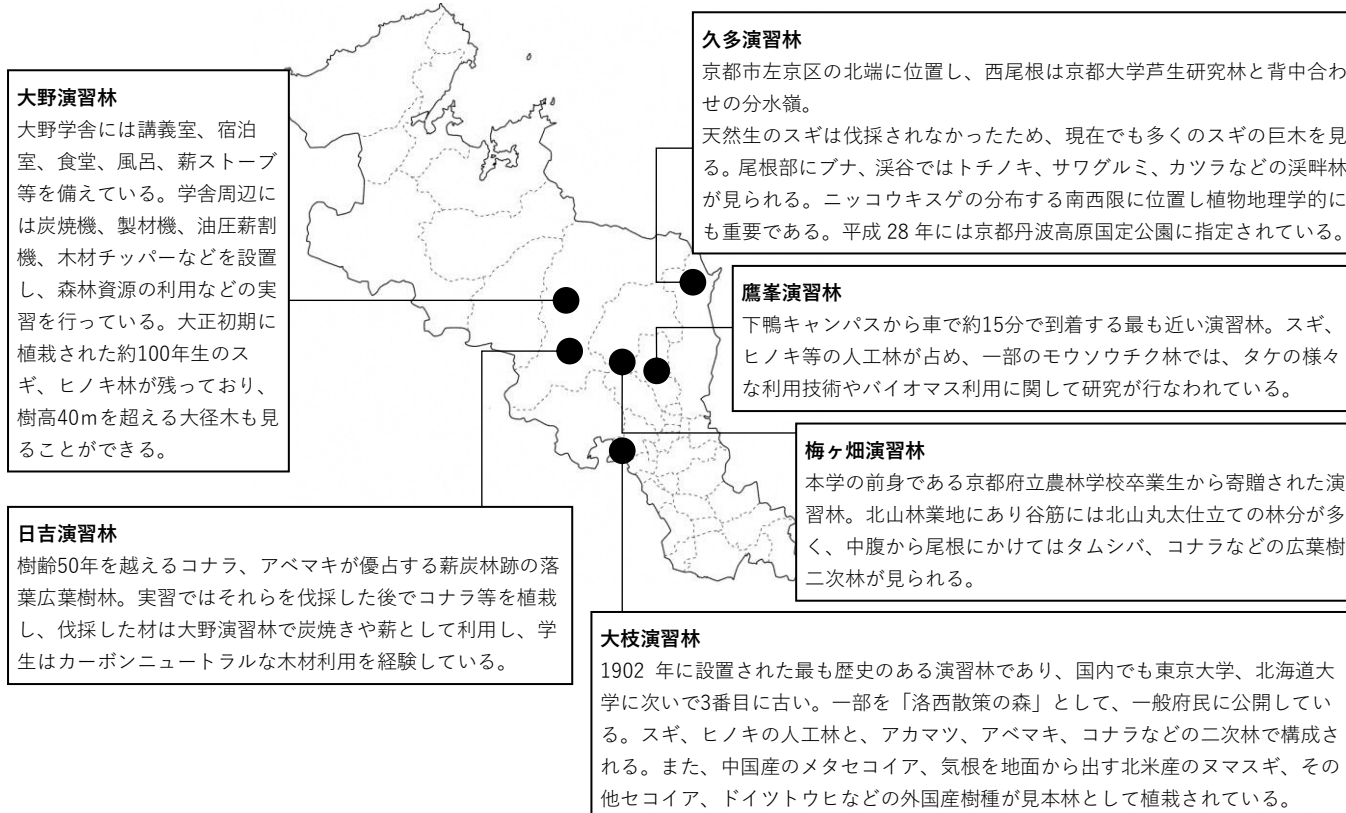 大野演習林
大野学舎には講義室、宿泊
室、食堂、風呂、薪ストーブ
等を備えている。学舎周辺に
は炭焼機、製材機、油圧薪割
機、木材チッパーなどを設置
し、森林資源の利用などの実
習を行っている。大正初期に
植栽された約100年生のス
ギ、ヒノキ林が残っており、
樹高40mを超える大径木も見
ることができる。
久多演習林
京都市左京区の北端に位置し、西尾根は京都大学芦生研究林と背中合わ
せの分水嶺。
天然生のスギは伐採されなかったため、現在でも多くのスギの巨木を見
る。尾根部にブナ、渓谷ではトチノキ、サワグルミ、カツラなどの渓畔林
が見られる。ニッコウキスゲの分布する南西限に位置し植物地理学的に
も重要である。平成 28 年には京都丹波高原国定公園に指定されている。
鷹峯演習林
下鴨キャンパスから車で約15分で到着する最も近い演習林。スギ、
ヒノキ等の人工林が占め、一部のモウソウチク林では、タケの様々
な利用技術やバイオマス利用に関して研究が行なわれている。
梅ヶ畑演習林
本学の前身である京都府立農林学校卒業生から寄贈された演
習林。北山林業地にあり谷筋には北山丸太仕立ての林分が多
く、中腹から尾根にかけてはタムシバ、コナラなどの広葉樹
二次林が見られる。
日吉演習林
樹齢50年を越えるコナラ、アベマキが優占する薪炭林跡の落
葉広葉樹林。実習ではそれらを伐採した後でコナラ等を植栽
し、伐採した材は大野演習林で炭焼きや薪として利用し、学
生はカーボンニュートラルな木材利用を経験している。
大枝演習林
1902 年に設置された最も歴史のある演習林であり、国内でも東京大学、北海道大
学に次いで3番目に古い。一部を「洛西散策の森」として、一般府民に公開してい
る。スギ、ヒノキの人工林と、アカマツ、アベマキ、コナラなどの二次林で構成さ
れる。また、中国産のメタセコイア、気根を地面から出す北米産のヌマスギ、その
他セコイア、ドイツトウヒなどの外国産樹種が見本林として植栽されている。